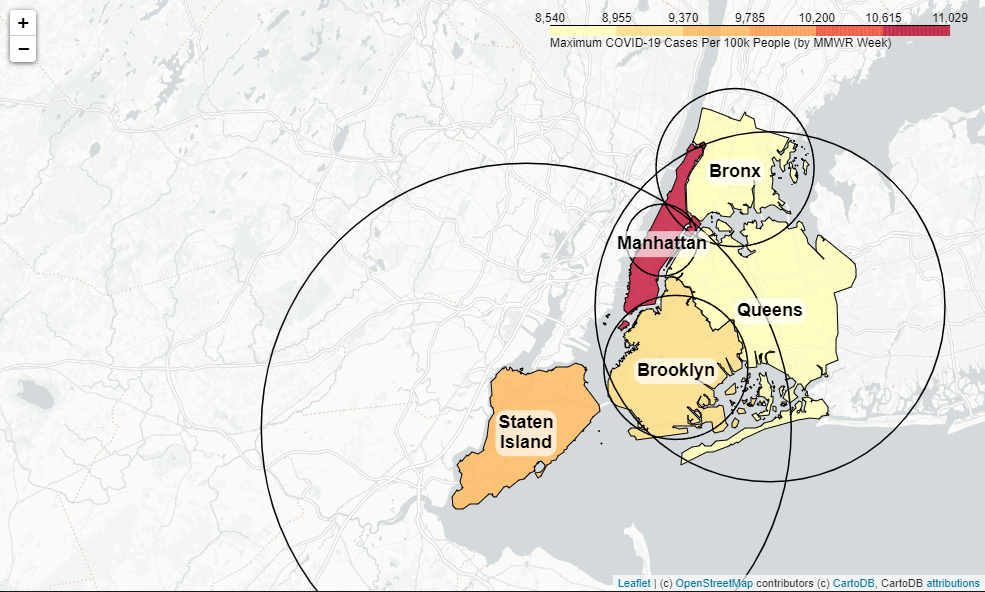 +
−
8,540 8,955 9,370 9,785 10,200 10,615 11,029
Maximum COVID-19 Cases Per 100k People (by MMWR Week)
Bronx
Manhattan
Queens
Brooklyn
Staten
Island
Leaflet | (c) OpenStreetMap contributors (c) CartoDB, CartoDB attributions